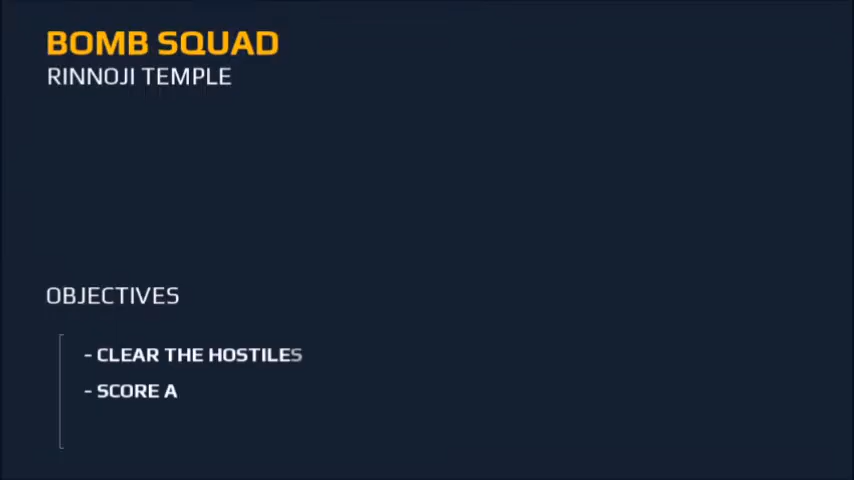 BOMB SQUAD
RINNOJI TEMPLE
OBJECTIVES
- CLEAR THE HOSTILES
- SCORE A